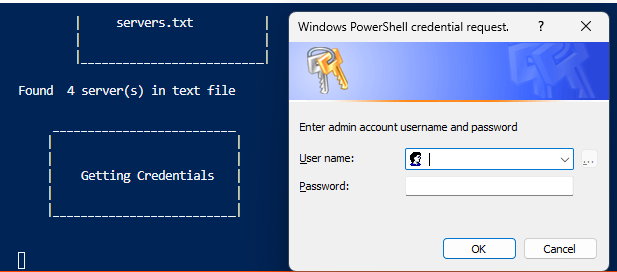 servers.txt
Found 4 server(s) in text file
Getting Credentials
Windows PowerShell credential request.
?
Enter admin account username and password
User name:
...
Password:
OK
Cancel